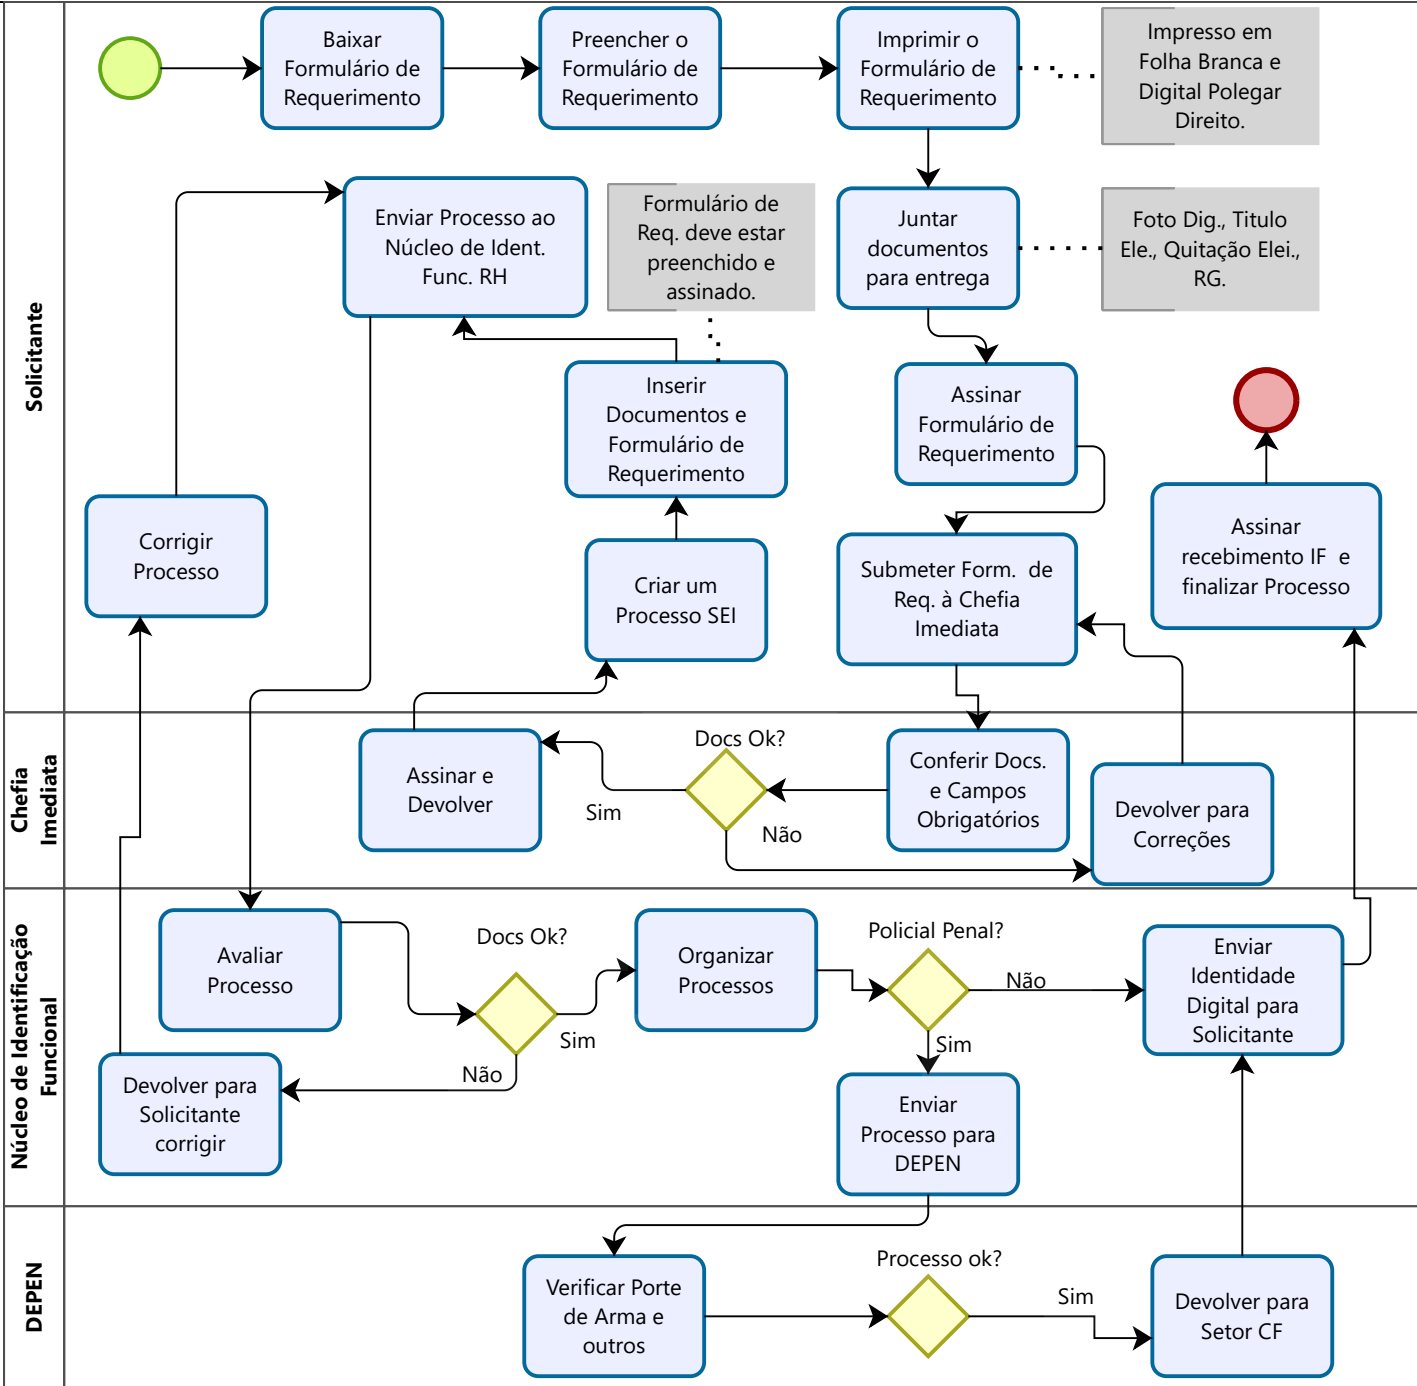 Solicitante
Baixar
Formulário de
Requerimento
Preencher o
Formulário de
Requerimento
Imprimir o
Formulário de
Requerimento
Impresso em
Folha Branca e
Digital Polegar
Direito.
Enviar Processo ao
Núcleo de Ident.
Func. RH
Formulário de
Req. deve estar
preenchido e
assinado.
Juntar
documentos
para entrega
Foto Dig., Titulo
Ele., Quitação Elei.,
RG.
Inserir
Documentos e
Formulário de
Requerimento
Assinar
Formulário de
Requerimento
Corrigir
Processo
Criar um
Processo SEI
Submeter Form.  de
Req. à Chefia
Imediata
Assinar
recebimento IF  e
finalizar Processo
Chefia
Imediata
Assinar e
Devolver
Sim
Docs Ok?
Não
Conferir Docs.
e Campos
Obrigatórios
Devolver para
Correções
Núcleo de Identificação
Funcional
Avaliar
Processo
Docs Ok?
Sim
Não
Organizar
Processos
Policial Penal?
Não
Sim
Enviar
Identidade
Digital para
Solicitante
Devolver para
Solicitante
corrigir
Enviar
Processo para
DEPEN
DEPEN
Verificar Porte
de Arma e
outros
Processo ok?
Sim
Devolver para
Setor CF